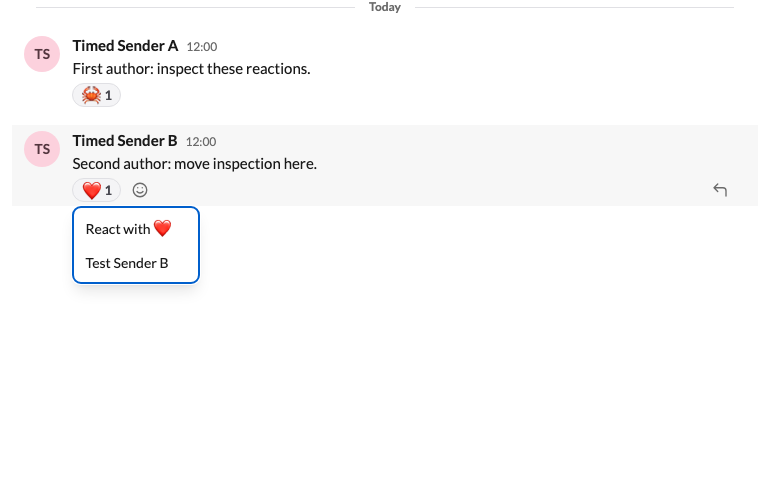 Today
TS
Timed Sender A 12:00
First author: inspect these reactions.
🦀 1
TS
Timed Sender B 12:00
Second author: move inspection here.
❤️ 1
React with ❤️
Test Sender B